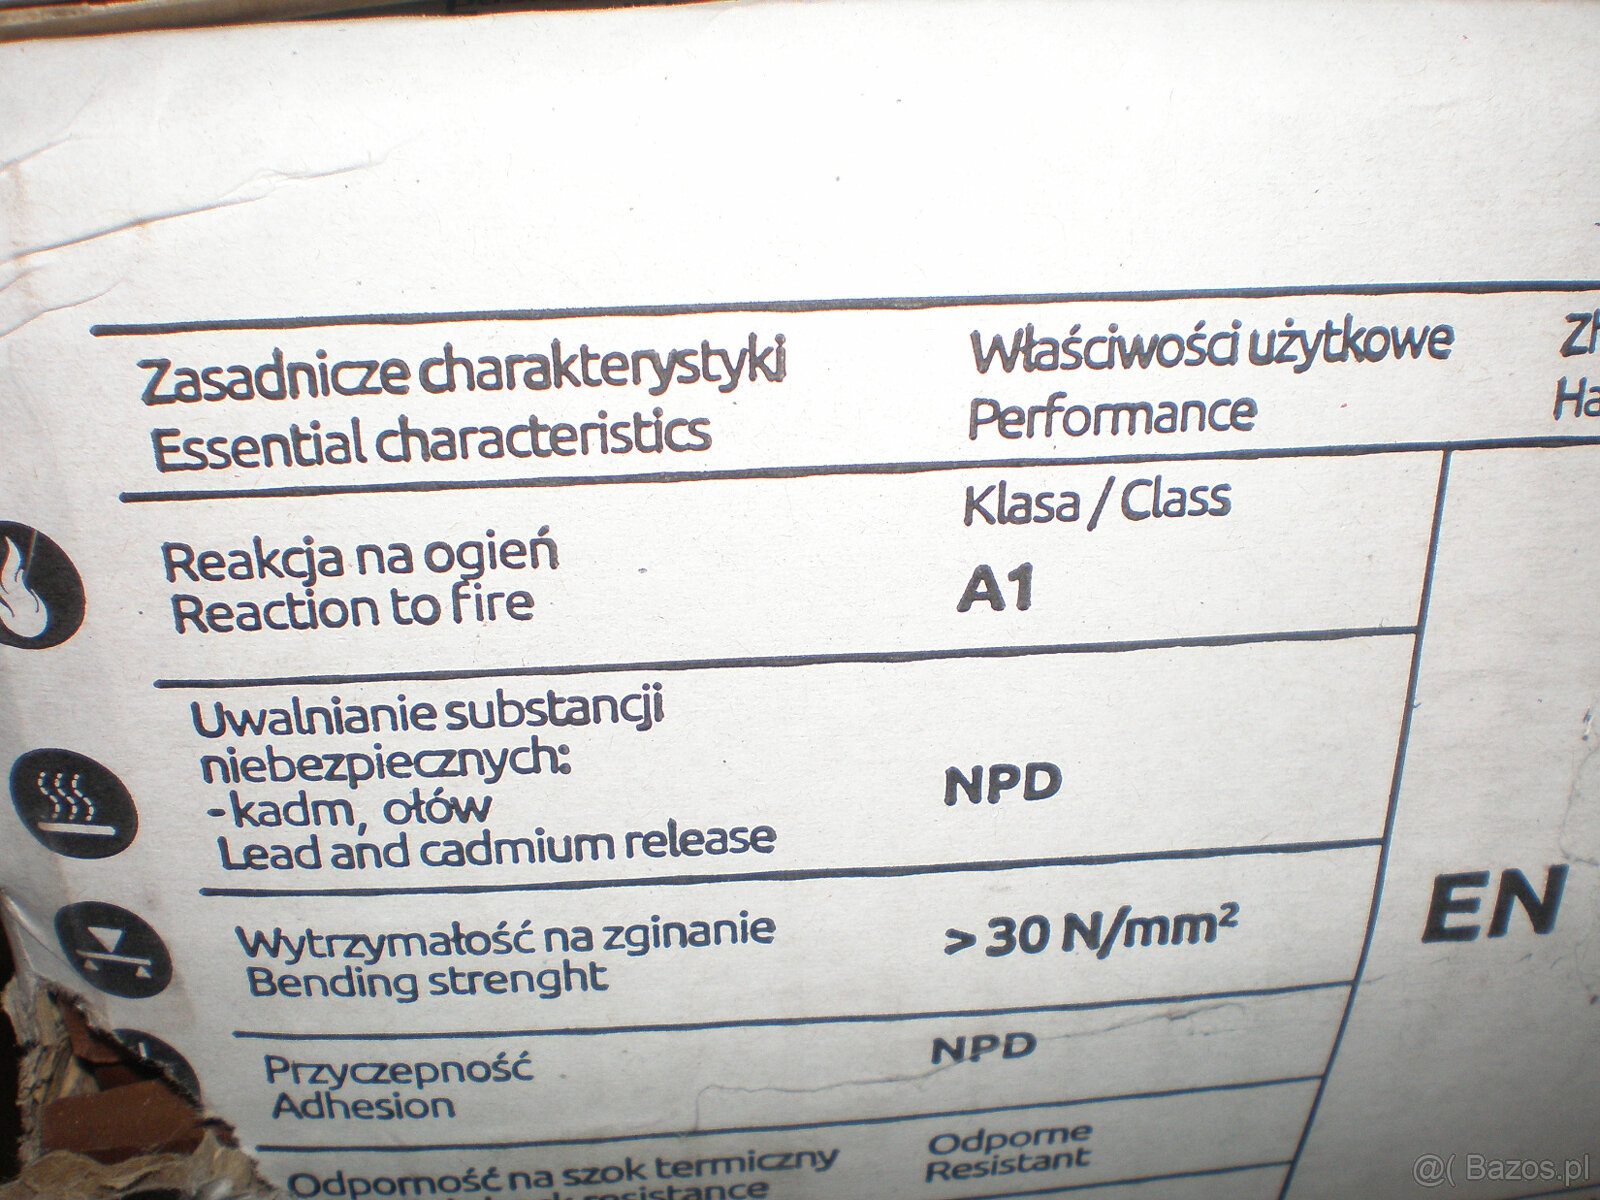 Zasadnicze charakterystyki
Essential characteristics
Właściwości użytkowe
Performance
Reakcja na ogień
Reaction to fire
Klasa / Class
A1
Uwalnianie substancji
niebezpiecznych:
-kadm, ołów
Lead and cadmium release
NPD
Wytrzymałość na zginanie
Bending strenght
> 30 N/mm²
EN
Przyczepność
Adhesion
NPD
Odporność na szok termiczny
resistance
Odporne
Resistant
@( Bazos.pl